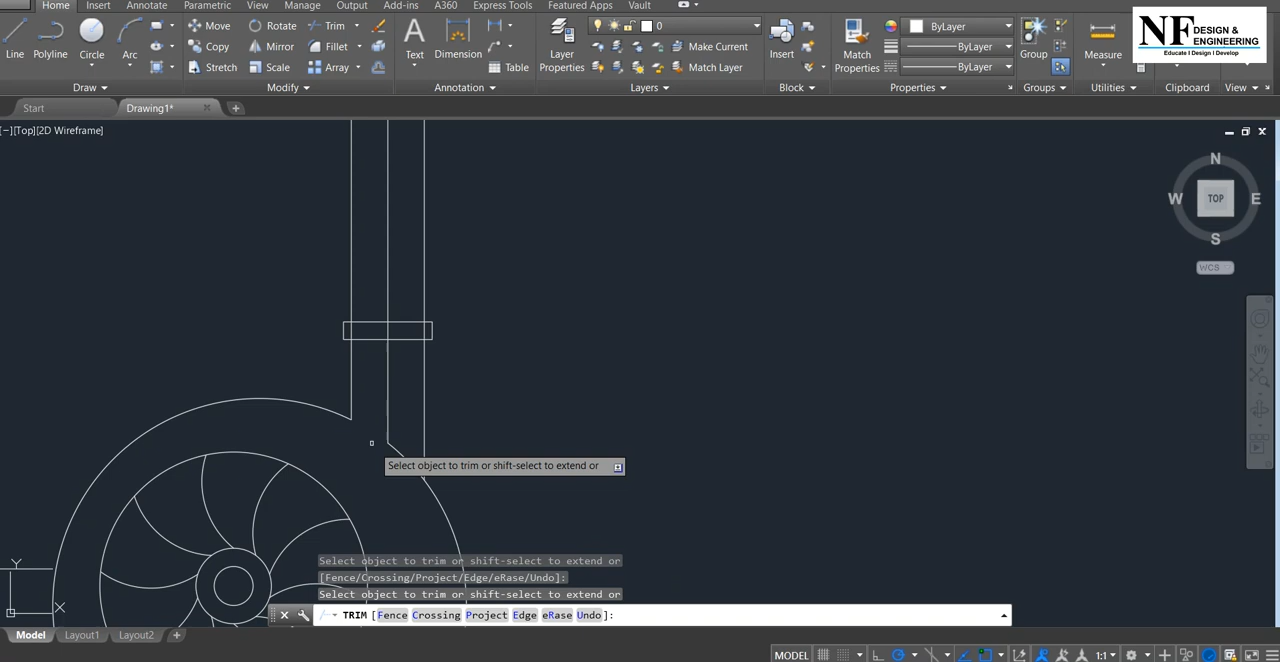 Home Insert Annotate Parametric View Manage Output Add-ins A360 Express Tools Featured Apps Vault
Line Polyline Circle Arc
Move Rotate Trim
Copy Mirror Fillet
Stretch Scale Array
Text Dimension Table
Layer Properties
0
Make Current
Match Layer
Insert
Match Properties
ByLayer
ByLayer
ByLayer
Group
Measure
NF DESIGN & ENGINEERING
Educate I Design I Develop
Draw Modify Annotation Layers Block Properties Groups Utilities Clipboard View
Start Drawing1*
[−][Top][2D Wireframe]
N
W TOP E
S
WCS
Select object to trim or shift-select to extend or
Select object to trim or shift-select to extend or
[Fence/Crossing/Project/Edge/eRase/Undo]:
Select object to trim or shift-select to extend or
TRIM [Fence Crossing Project Edge eRase Undo]:
Y
X
Model Layout1 Layout2
MODEL 1:1